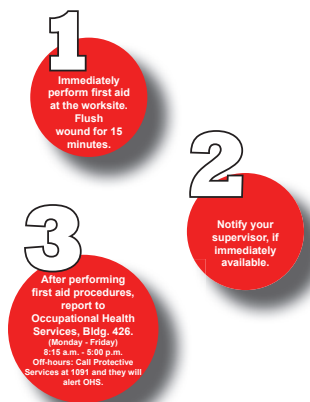 1
Immediately
perform first aid
at the worksite.
Flush
wound for 15
minutes.
2
Notify your
supervisor, if
immediately
available.
3
After performing
first aid procedures,
report to
Occupational Health
Services, Bldg. 426.
(Monday - Friday)
8:15 a.m. - 5:00 p.m.
Off-hours: Call Protective
Services at 1091 and they will
alert OHS.